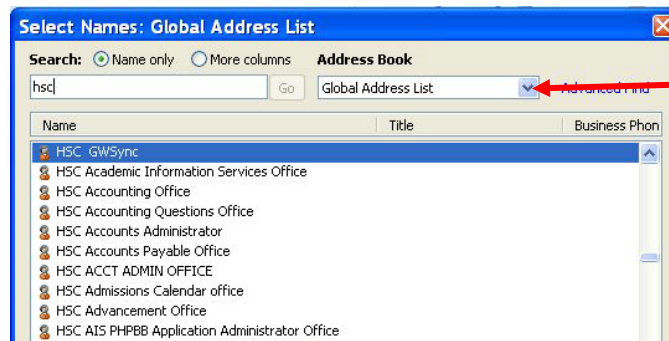 Select Names: Global Address List
Search: Name only More columns Address Book
hsc Go Global Address List Advanced Find
Name Title Business Phon
HSC GWSync
HSC Academic Information Services Office
HSC Accounting Office
HSC Accounting Questions Office
HSC Accounts Administrator
HSC Accounts Payable Office
HSC ACCT ADMIN OFFICE
HSC Admissions Calendar office
HSC Advancement Office
HSC AIS PHPBB Application Administrator Office